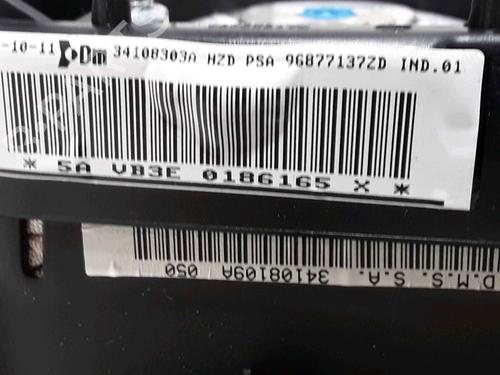 -10-11 Dm 34108303A HZD PSA 96877137ZD IND.01
* 5A VB3E 0186165 X *
D.M.S. S.A. 34108109A 050